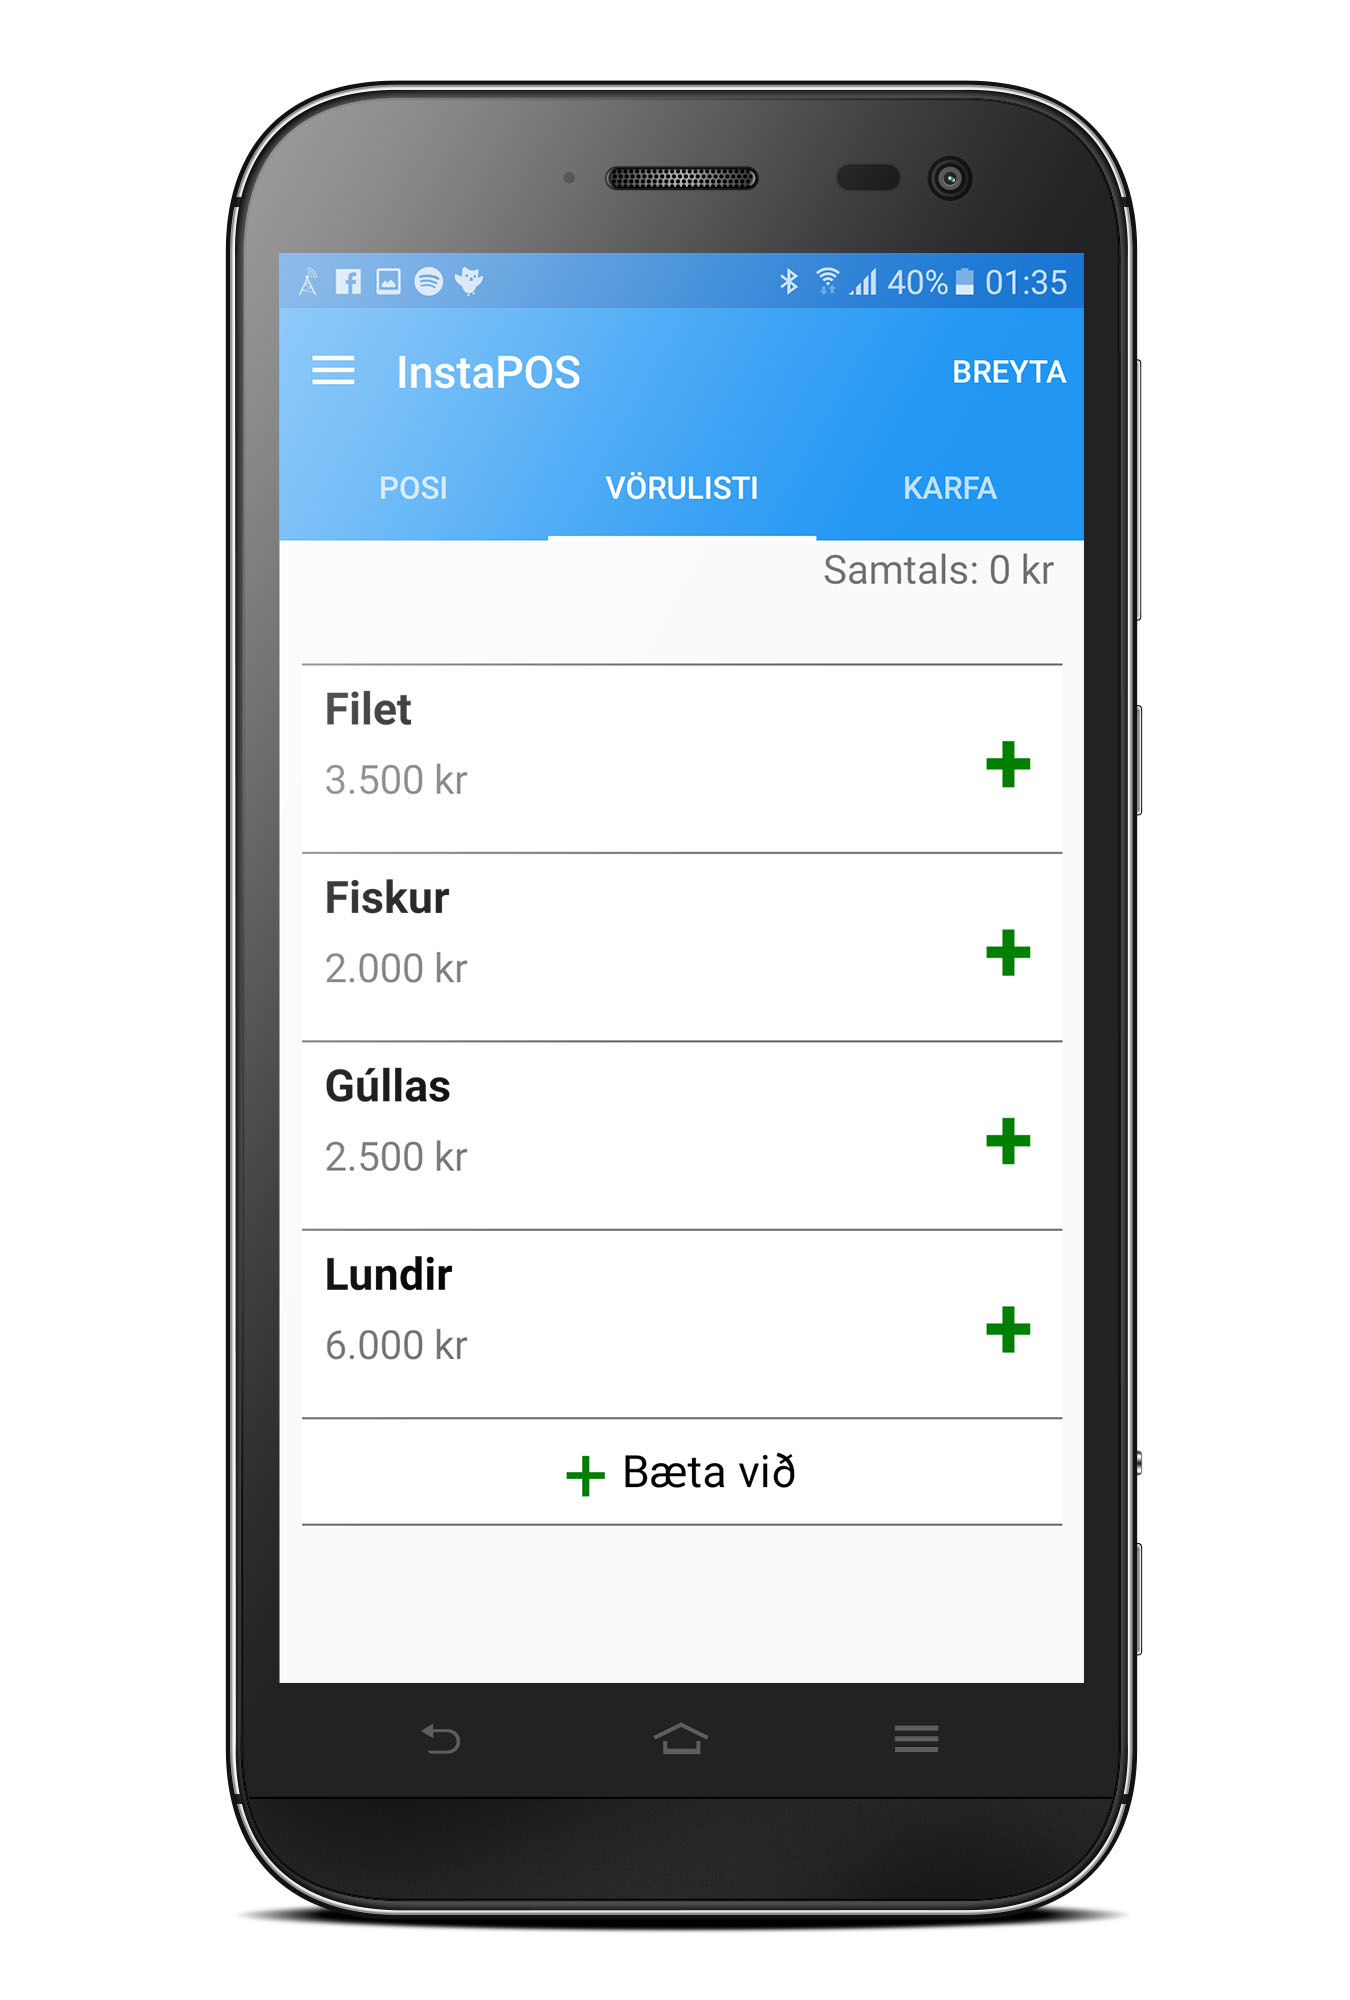 40% 01:35
InstaPOS BREYTA
POSI VÖRULISTI KARFA
Samtals: 0 kr
Filet
3.500 kr
Fiskur
2.000 kr
Gúllas
2.500 kr
Lundir
6.000 kr
Bæta við